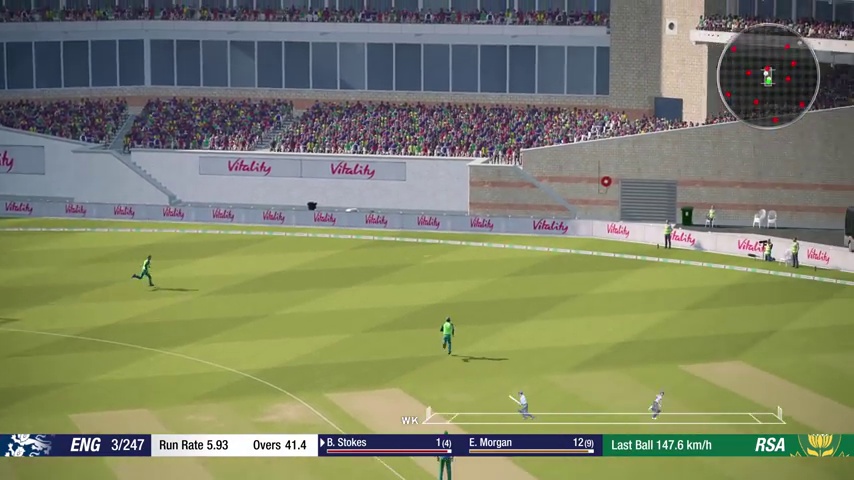 Vitality Vitality
Vitality Vitality Vitality Vitality Vitality Vitality Vitality Vitality Vitality Vitality Vitality
Vitality
Vitality
Vitality
WK
ENG 3/247 Run Rate 5.93 Overs 41.4 B. Stokes 1(4) E. Morgan 12(9) Last Ball 147.6 km/h RSA